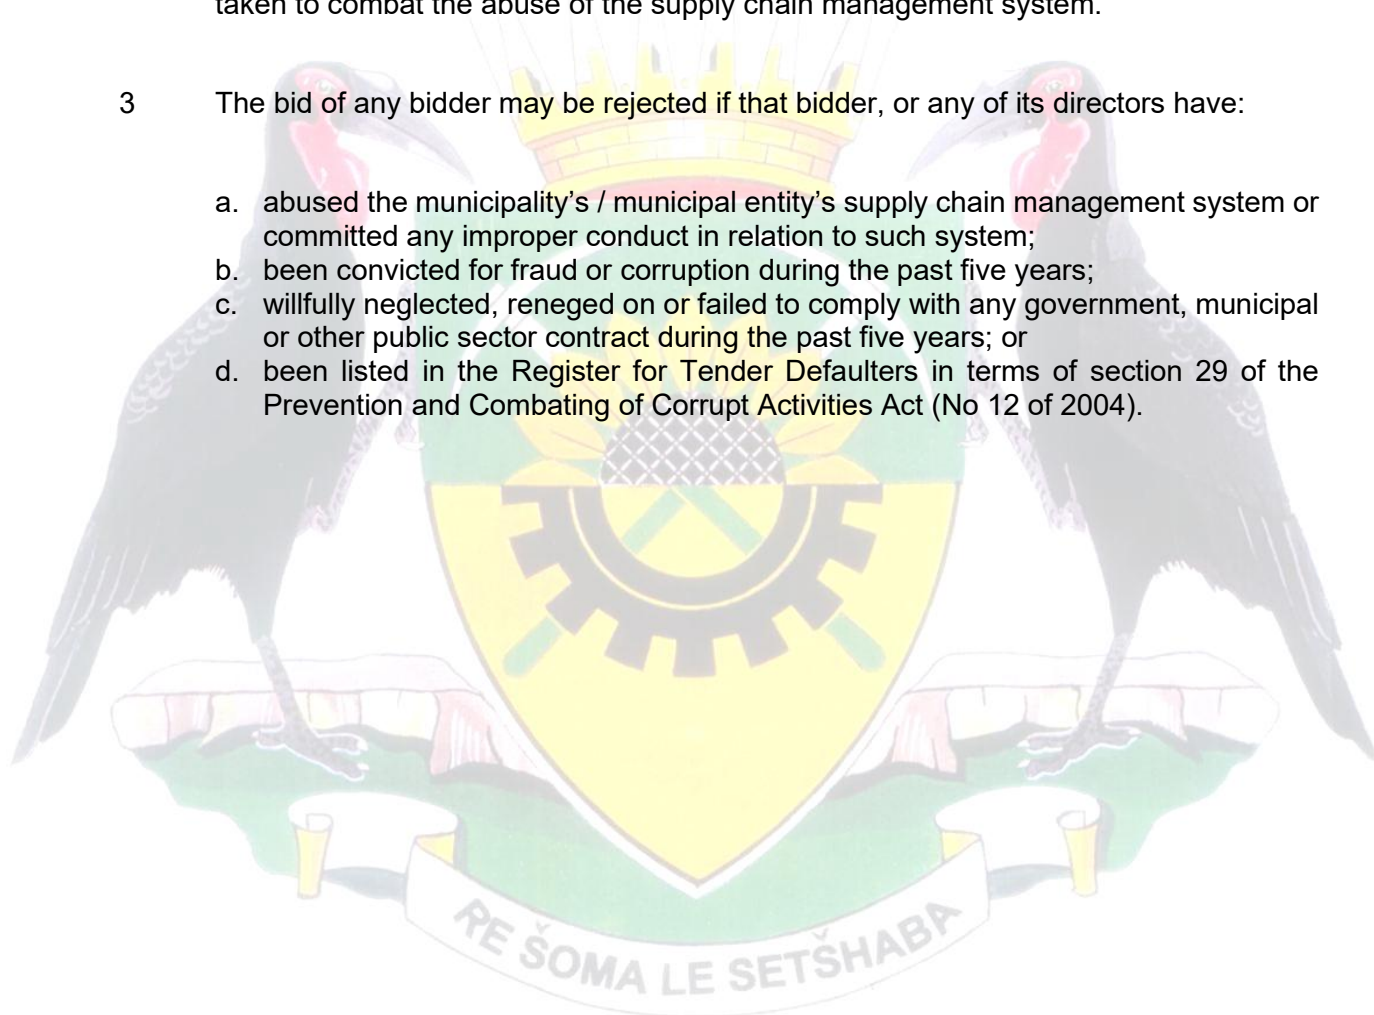 taken to combat the abuse of the supply chain management system.
3 The bid of any bidder may be rejected if that bidder, or any of its directors have:
a. abused the municipality’s / municipal entity’s supply chain management system or
committed any improper conduct in relation to such system;
b. been convicted for fraud or corruption during the past five years;
c. willfully neglected, reneged on or failed to comply with any government, municipal
or other public sector contract during the past five years; or
d. been listed in the Register for Tender Defaulters in terms of section 29 of the
Prevention and Combating of Corrupt Activities Act (No 12 of 2004).
RE ŠOMA LE SETŠHABA